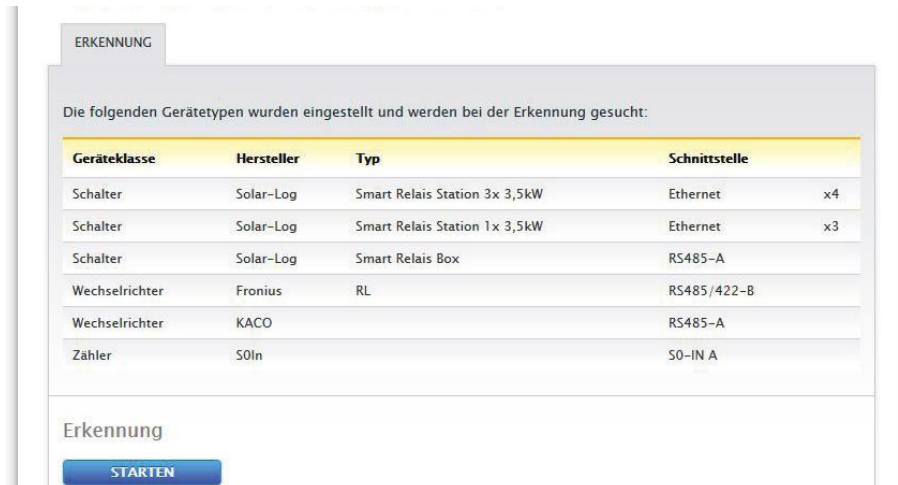 ERKENNUNG
Die folgenden Gerätetypen wurden eingestellt und werden bei der Erkennung gesucht:
Geräteklasse Hersteller Typ Schnittstelle
Schalter Solar-Log Smart Relais Station 3x 3,5kW Ethernet x4
Schalter Solar-Log Smart Relais Station 1x 3,5kW Ethernet x3
Schalter Solar-Log Smart Relais Box RS485-A
Wechselrichter Fronius RL RS485/422-B
Wechselrichter KACO RS485-A
Zähler S0In S0-IN A
Erkennung
STARTEN